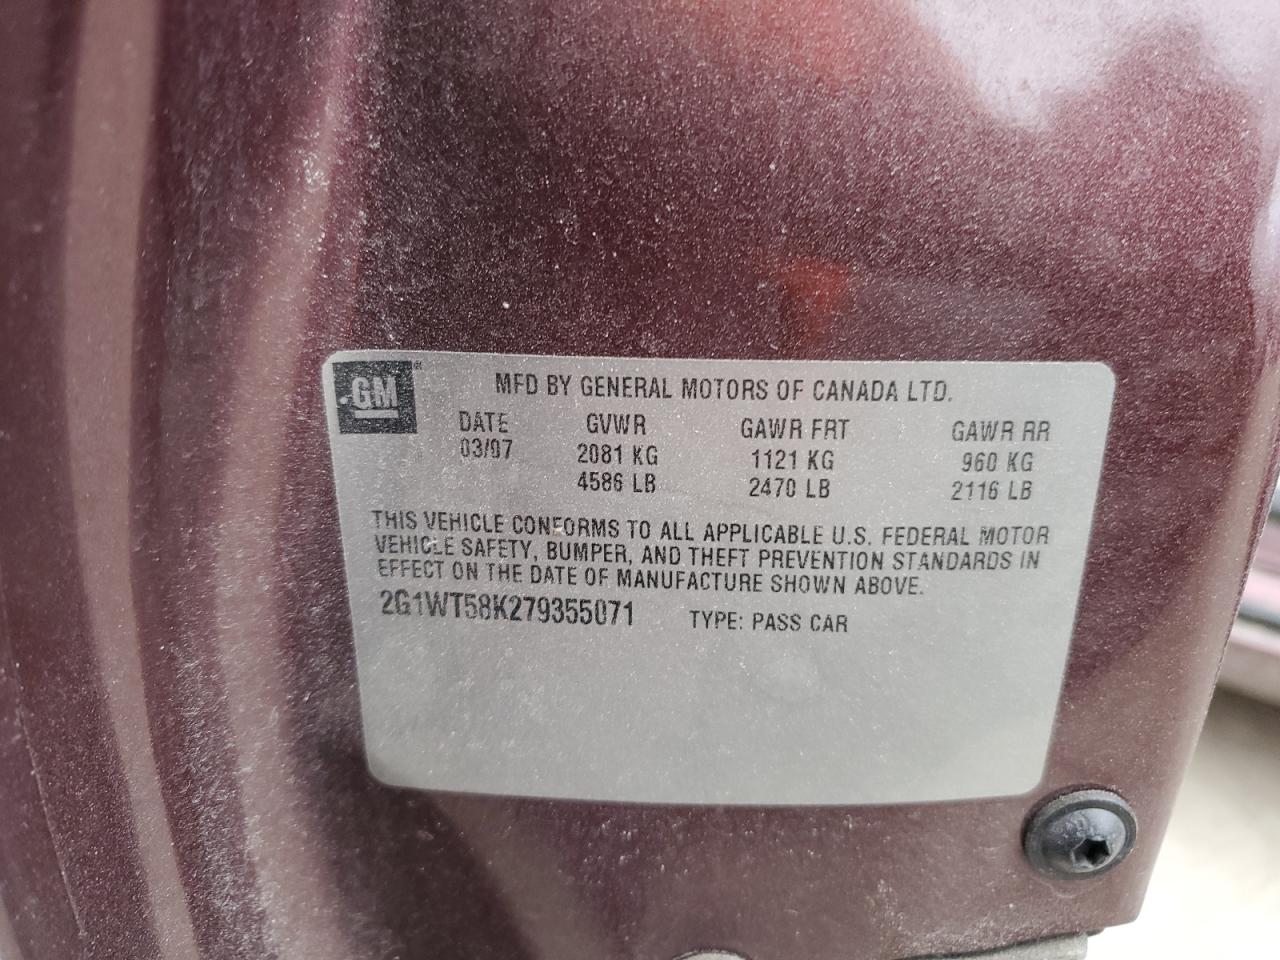 GM
MFD BY GENERAL MOTORS OF CANADA LTD.
DATE GVWR GAWR FRT GAWR RR
03/07 2081 KG 1121 KG 960 KG
4586 LB 2470 LB 2116 LB
THIS VEHICLE CONFORMS TO ALL APPLICABLE U.S. FEDERAL MOTOR
VEHICLE SAFETY, BUMPER, AND THEFT PREVENTION STANDARDS IN
EFFECT ON THE DATE OF MANUFACTURE SHOWN ABOVE.
2G1WT58K279355071 TYPE: PASS CAR